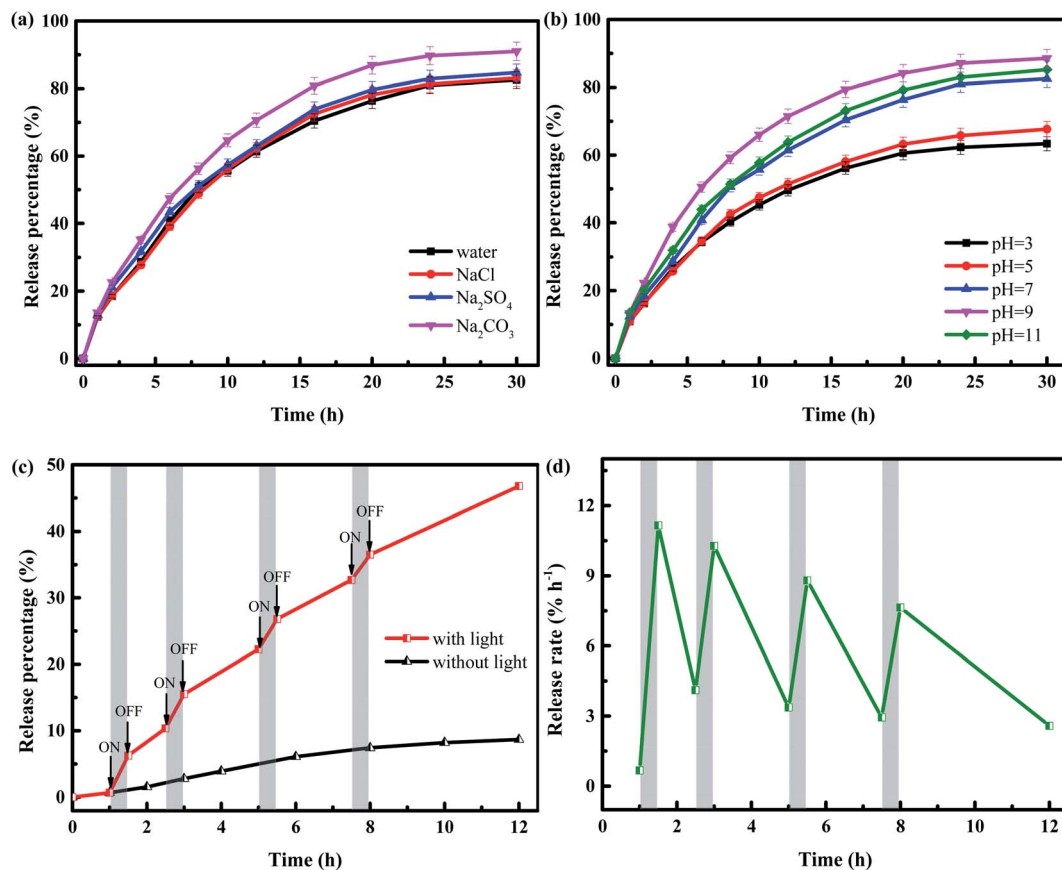 (a)
100
80
60
40
20
0
Release percentage (%)
water
NaCl
Na₂SO₄
Na₂CO₃
0 5 10 15 20 25 30
Time (h)
(b)
100
80
60
40
20
0
Release percentage (%)
pH=3
pH=5
pH=7
pH=9
pH=11
0 5 10 15 20 25 30
Time (h)
(c)
50
40
30
20
10
0
Release percentage (%)
ON
OFF
ON
OFF
ON
OFF
ON
OFF
with light
without light
0 2 4 6 8 10 12
Time (h)
(d)
12
9
6
3
0
Release rate (% h⁻¹)
0 2 4 6 8 10 12
Time (h)